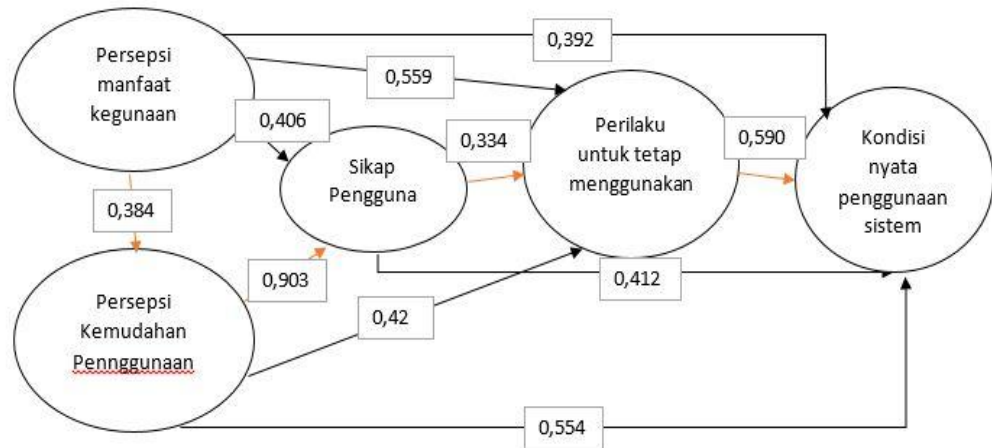 Persepsi
manfaat
kegunaan
0,392
0,559
0,406
Sikap
Pengguna
0,334
Perilaku
untuk tetap
menggunakan
0,590
Kondisi
nyata
penggunaan
sistem
0,384
0,903
0,412
Persepsi
Kemudahan
Pennggunaan
0,42
0,554